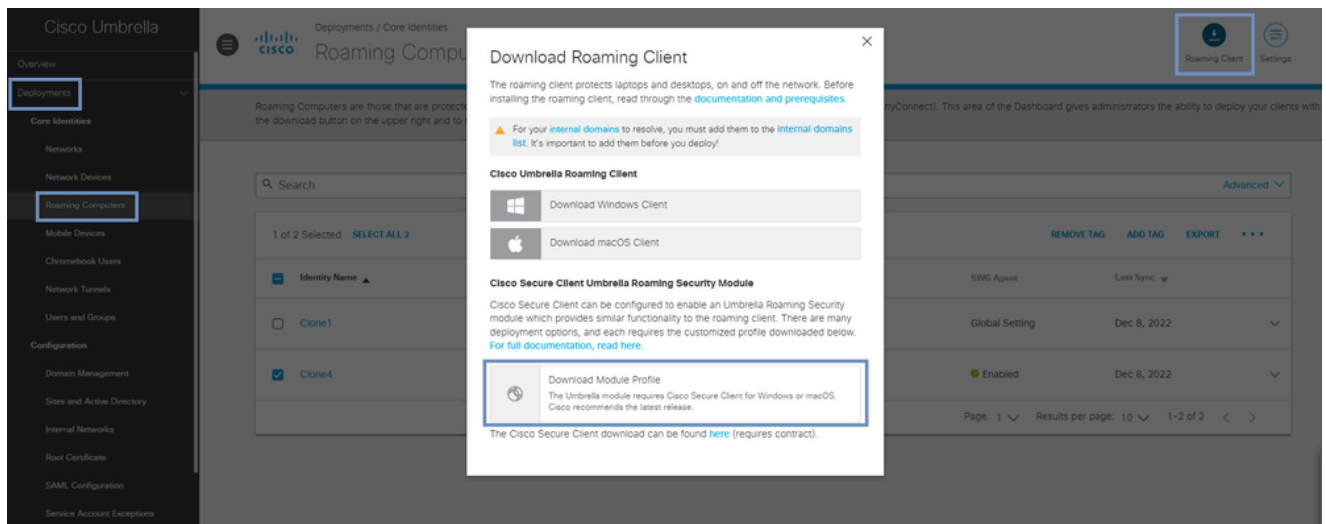 Cisco Umbrella
Overview
Deployments
Core Identities
Networks
Network Devices
Roaming Computers
Mobile Devices
Chromebook Users
Network Tunnels
Users and Groups
Configuration
Domain Management
Sites and Active Directory
Internal Networks
Root Certificate
SAML Configuration
Service Account Exceptions
CISCO
Deployments / Core Identities
Roaming Compu
Roaming Client
Settings
Roaming Computers are those that are protecte
nyConnect). This area of the Dashboard gives administrators the ability to deploy your clients with
the download button on the upper right and to
Search
Advanced
1 of 2 Selected SELECT ALL 2
REMOVE TAG ADD TAG EXPORT
Identity Name
SWG Agent
Last Sync
Clone1
Global Setting
Dec 8, 2022
Clone4
Enabled
Dec 8, 2022
Page: 1 Results per page: 10 1-2 of 2 < >
Download Roaming Client
The roaming client protects laptops and desktops, on and off the network. Before
installing the roaming client, read through the documentation and prerequisites.
For your internal domains to resolve, you must add them to the internal domains
list. It's important to add them before you deploy!
Cisco Umbrella Roaming Client
Download Windows Client
Download macOS Client
Cisco Secure Client Umbrella Roaming Security Module
Cisco Secure Client can be configured to enable an Umbrella Roaming Security
module which provides similar functionality to the roaming client. There are many
deployment options, and each requires the customized profile downloaded below.
For full documentation, read here.
Download Module Profile
The Umbrella module requires Cisco Secure Client for Windows or macOS.
Cisco recommends the latest release.
The Cisco Secure Client download can be found here (requires contract).